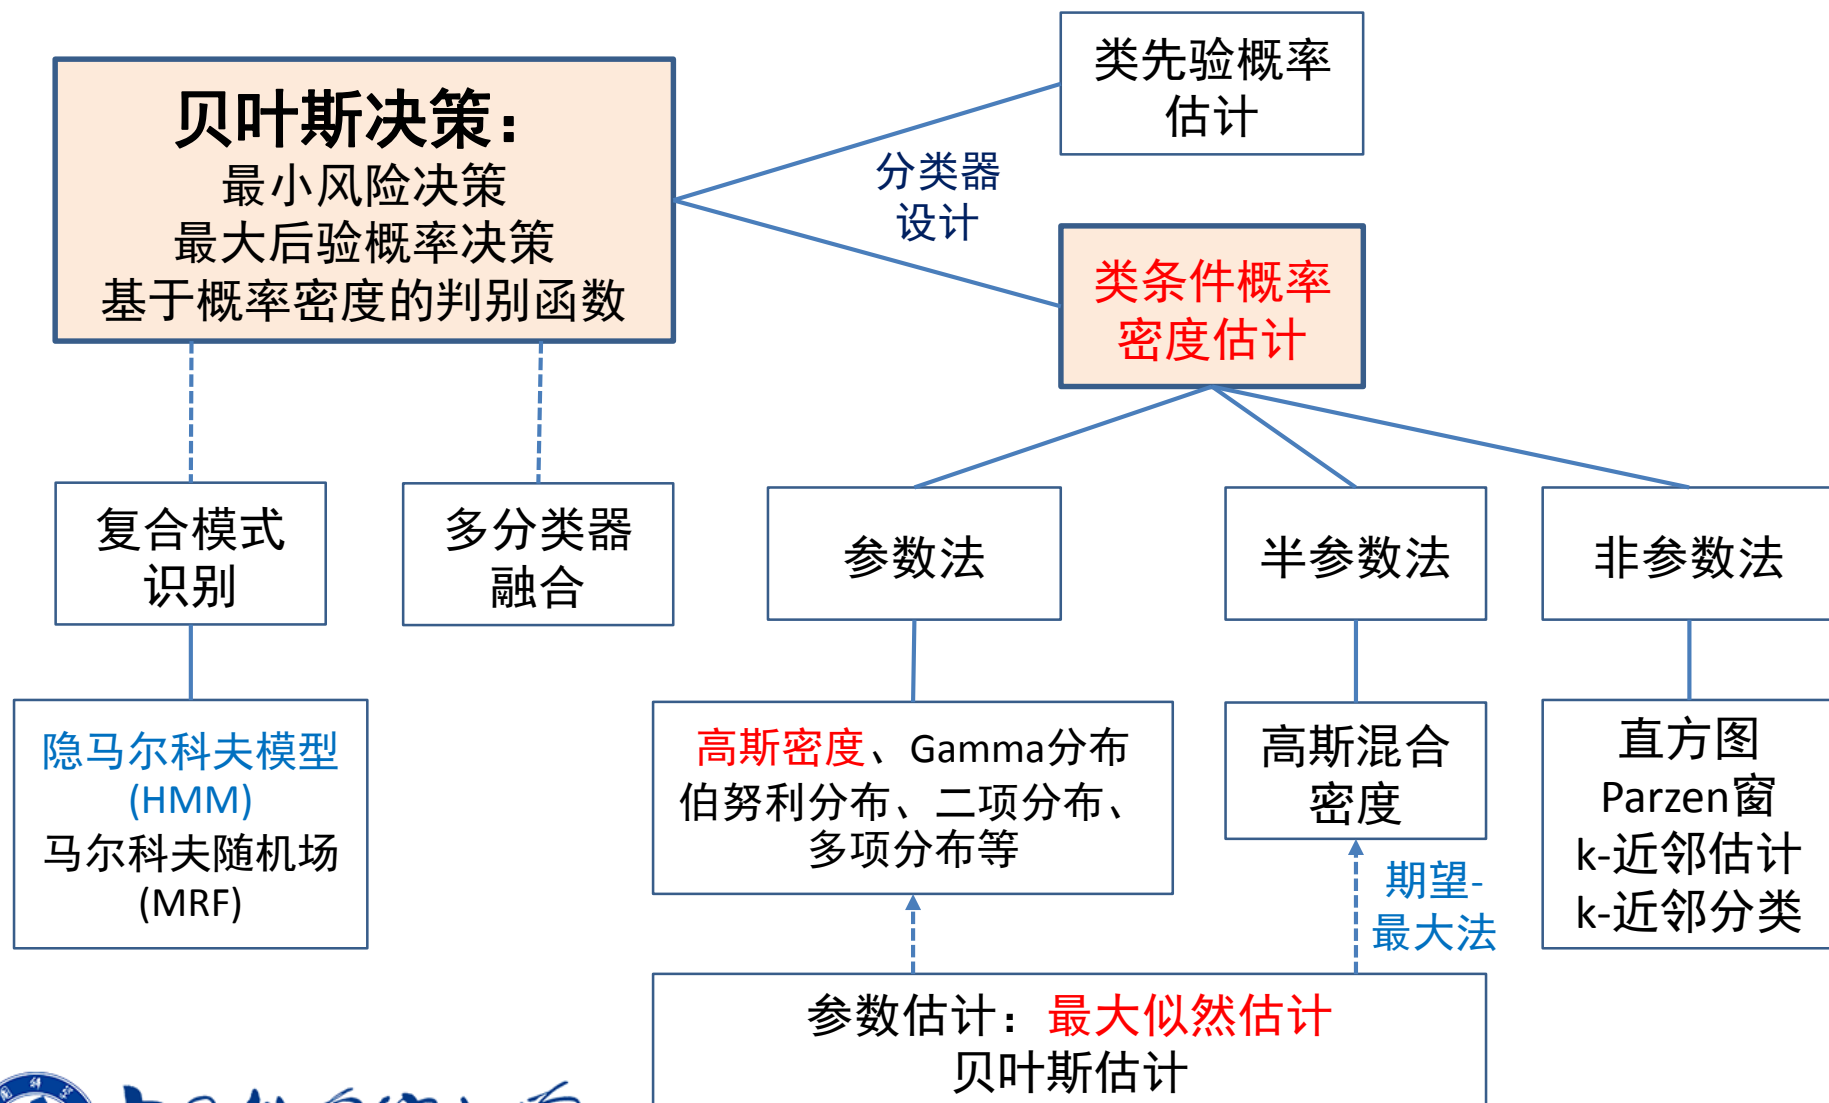 贝叶斯决策：
最小风险决策
最大后验概率决策
基于概率密度的判别函数
类先验概率
估计
分类器
设计
类条件概率
密度估计
复合模式
识别
多分类器
融合
参数法
半参数法
非参数法
隐马尔科夫模型
(HMM)
马尔科夫随机场
(MRF)
高斯密度、Gamma分布
伯努利分布、二项分布、
多项分布等
高斯混合
密度
直方图
Parzen窗
k-近邻估计
k-近邻分类
期望-
最大法
参数估计：最大似然估计
贝叶斯估计